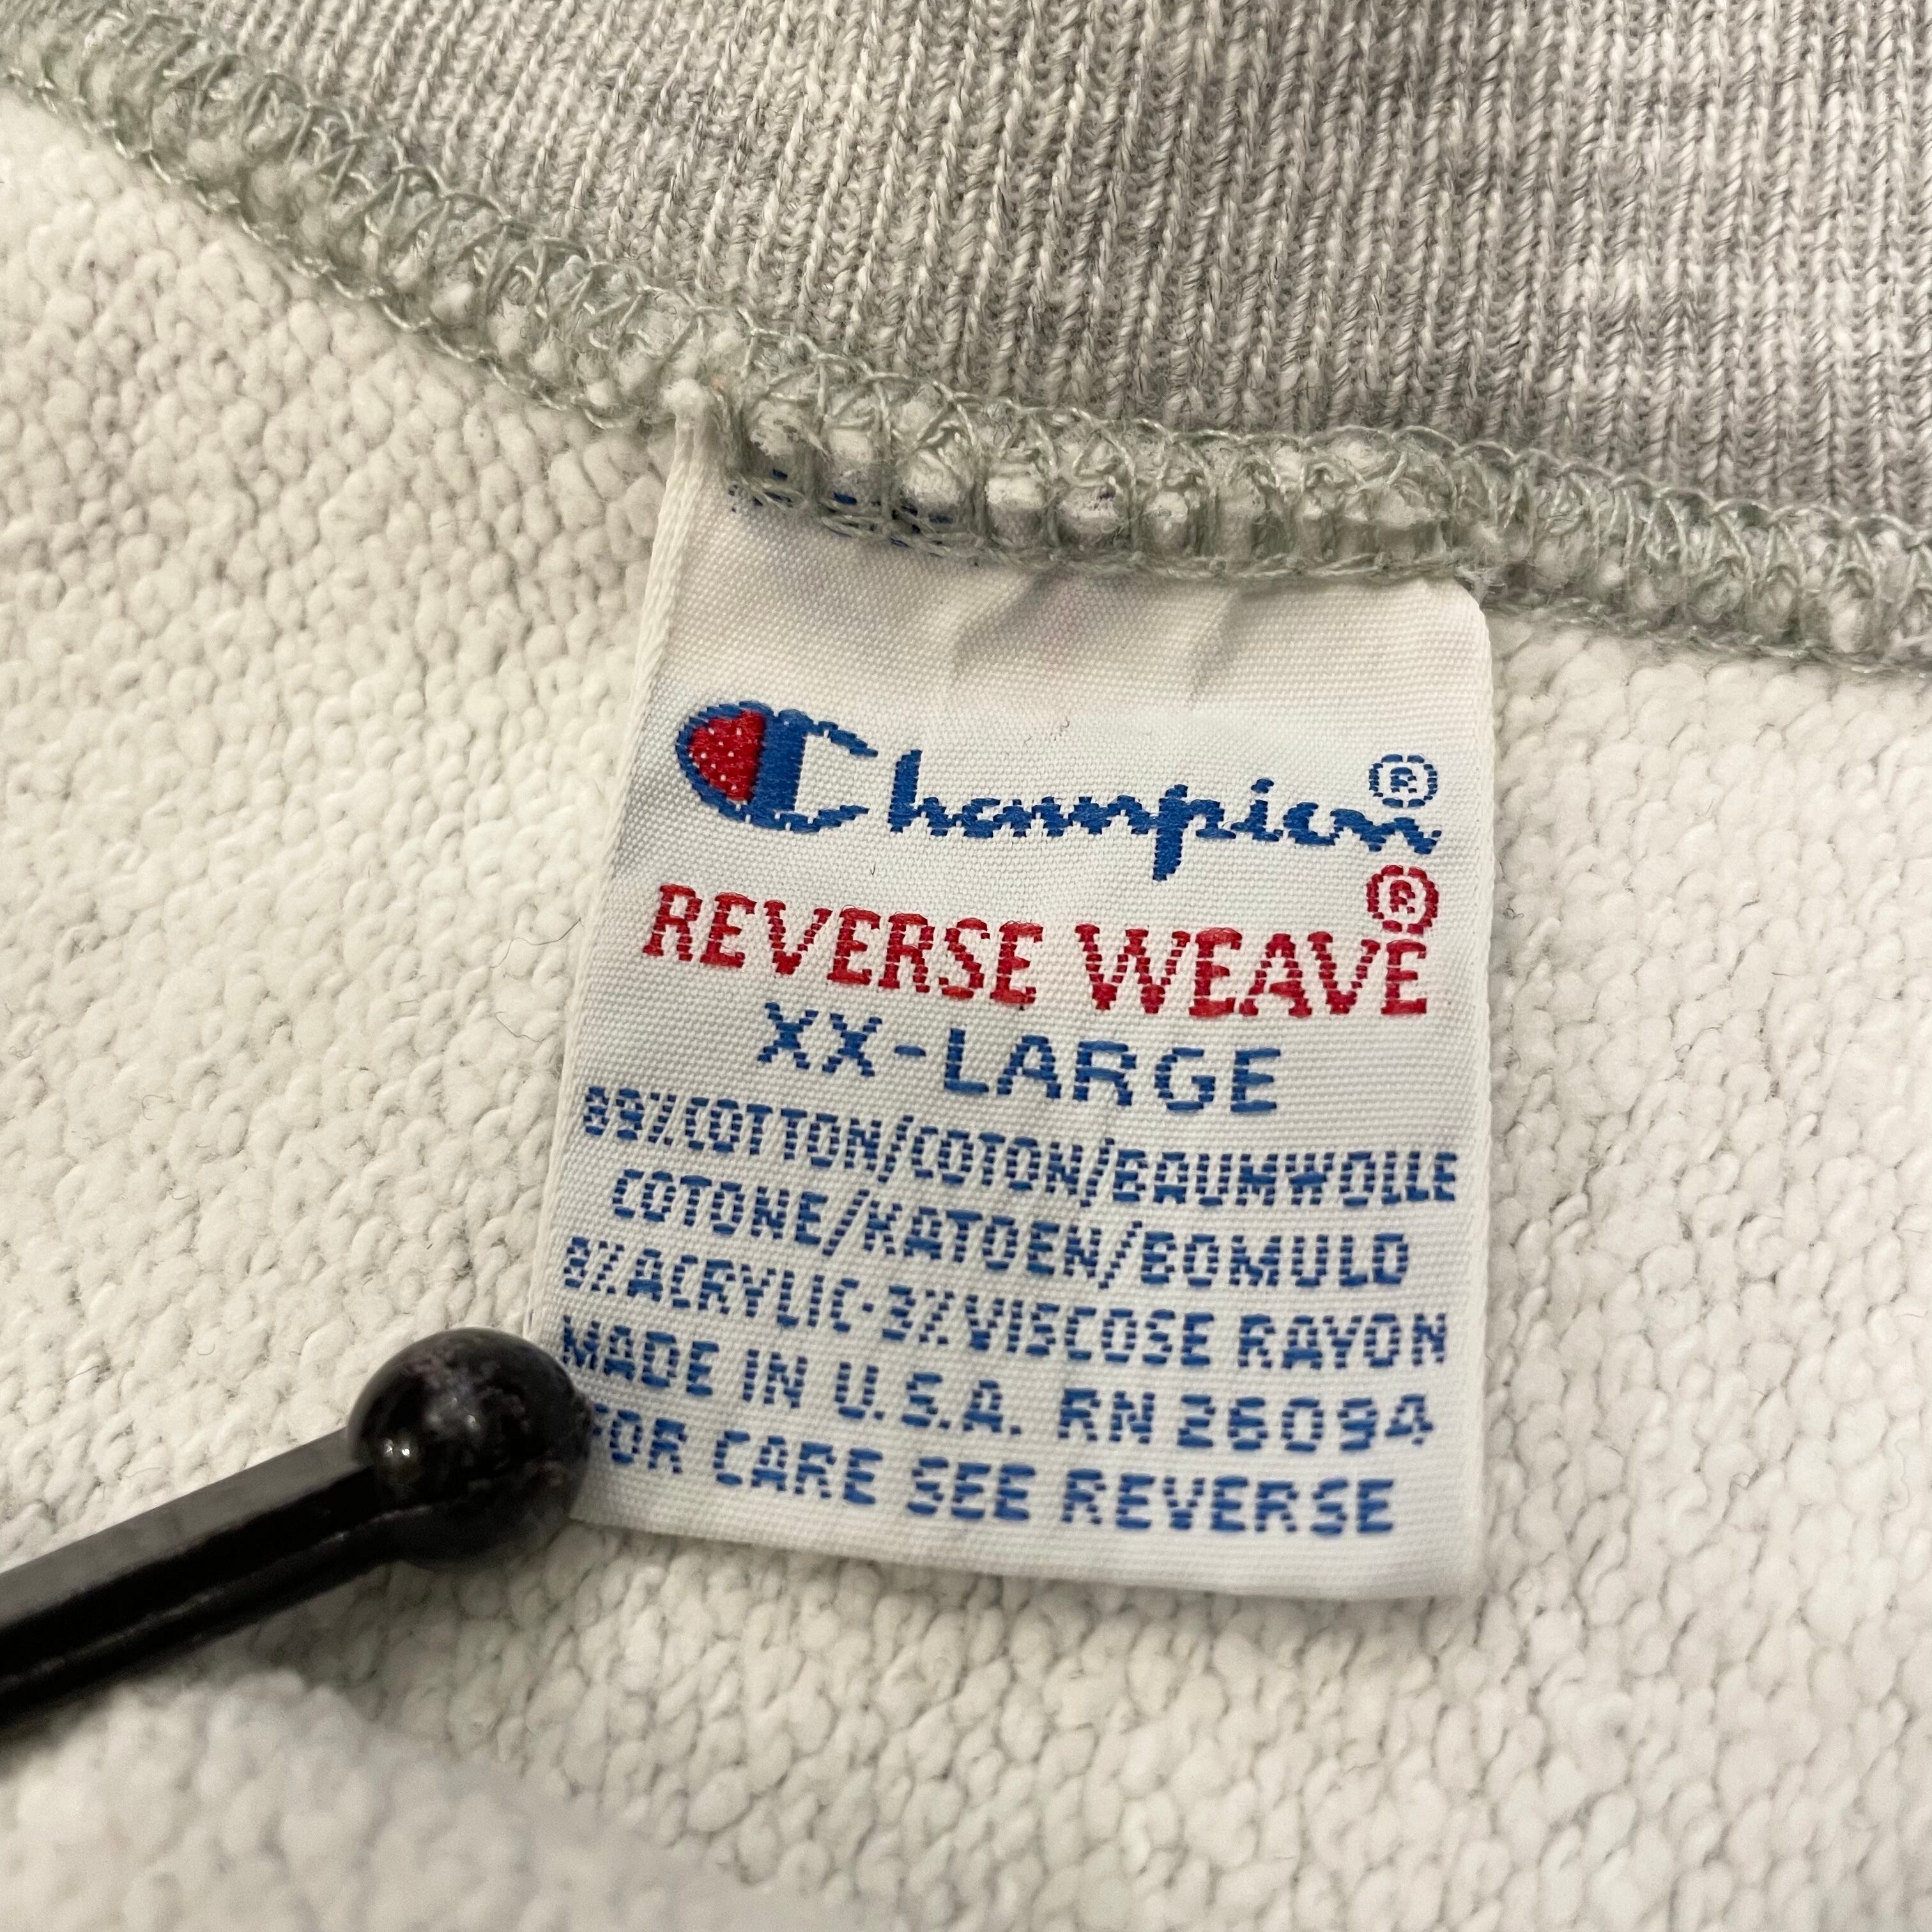 Champion®
REVERSE WEAVE®
XX-LARGE
89%COTTON/COTON/BAUMWOLLE
COTONE/KATOEN/BOMULD
8%ACRYLIC-3%VISCOSE RAYON
MADE IN U.S.A. RN 26094
FOR CARE SEE REVERSE